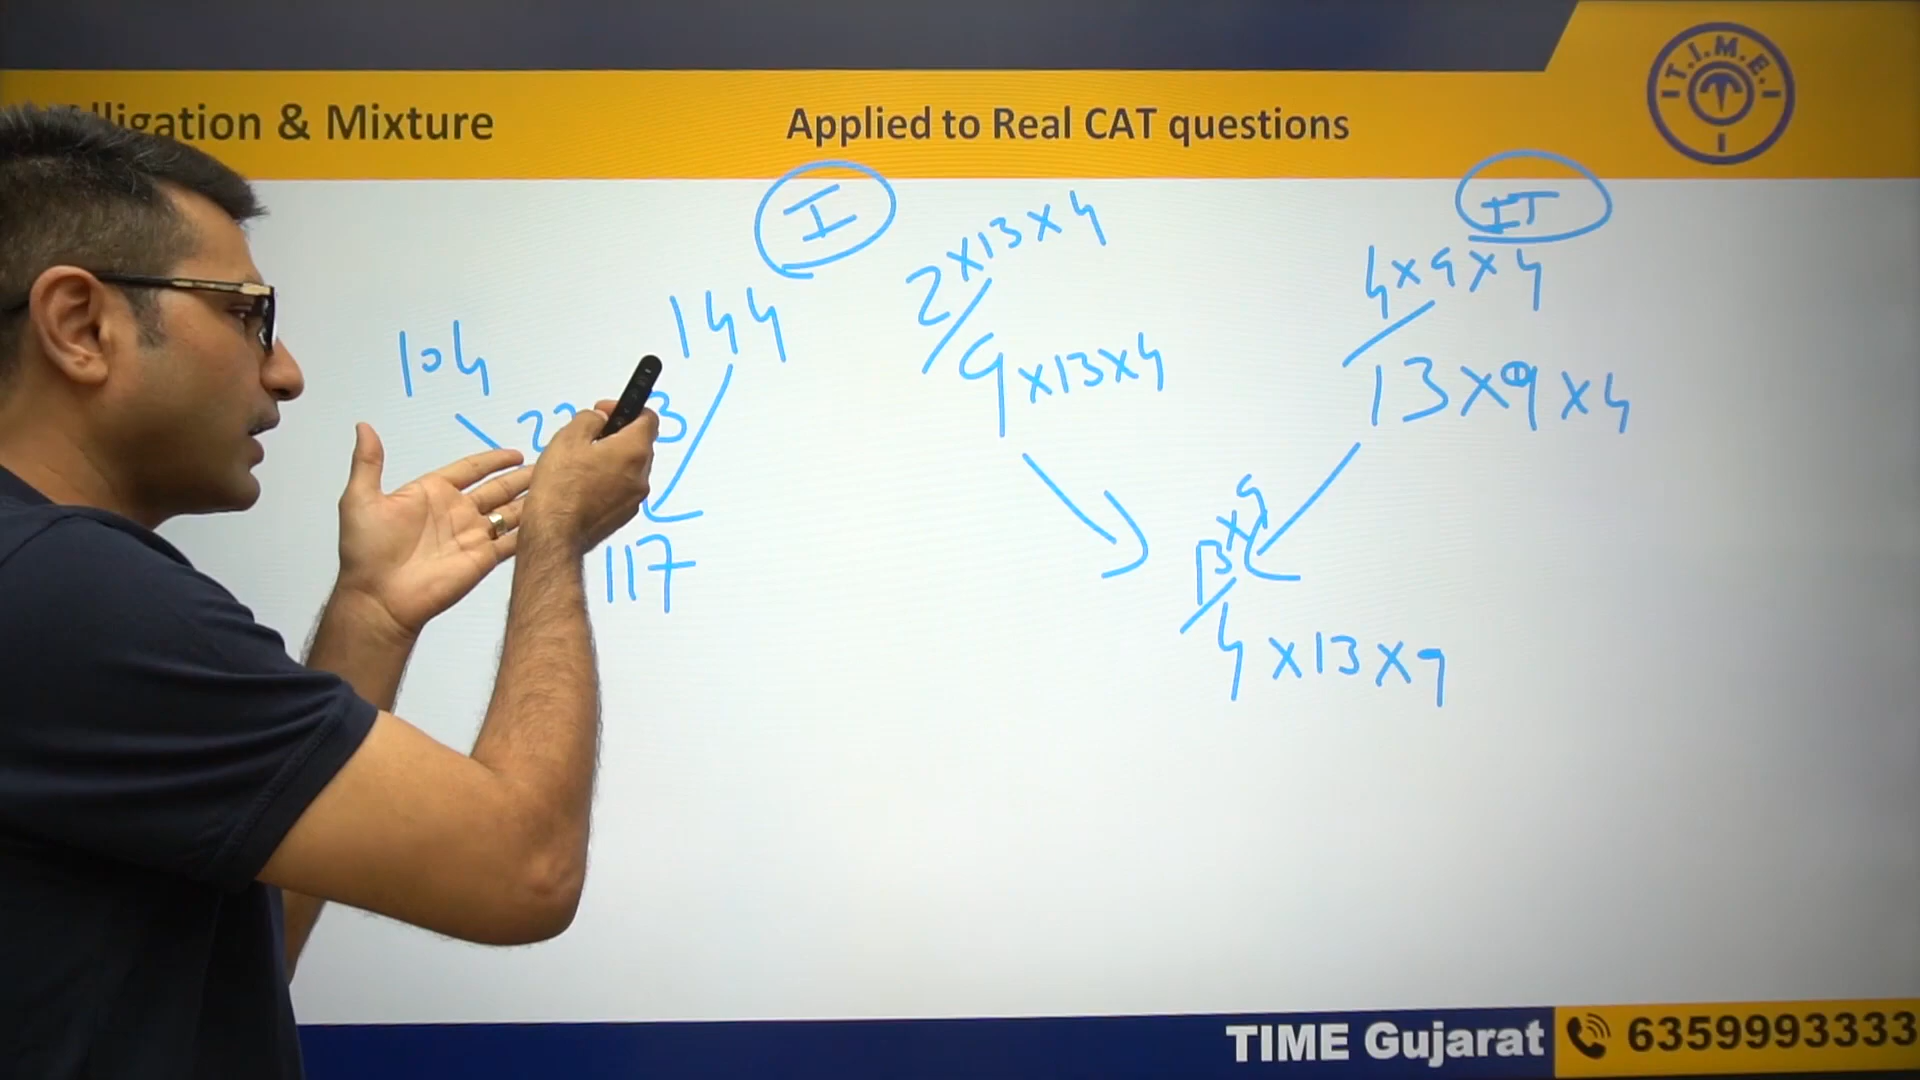 lligation & Mixture
Applied to Real CAT questions
T.I.M.E.
I
II
2×13×4
9×13×4
4×9×4
13×9×4
104
144
117
13×9
4×13×9
TIME Gujarat
6359993333